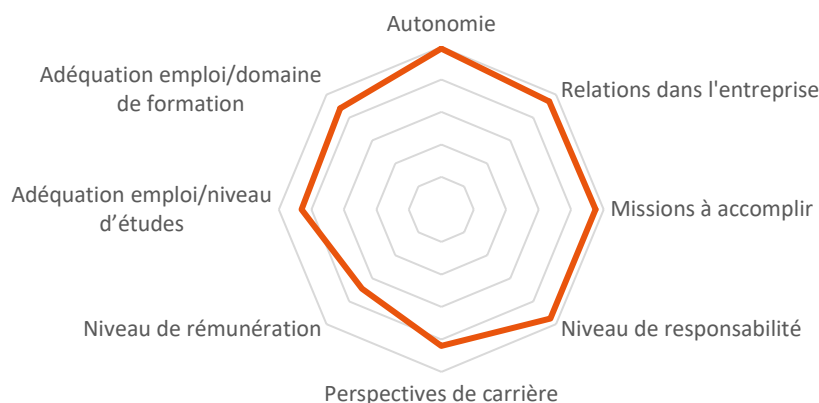 Autonomie
Relations dans l'entreprise
Missions à accomplir
Niveau de responsabilité
Perspectives de carrière
Niveau de rémunération
Adéquation emploi/niveau
d’études
Adéquation emploi/domaine
de formation